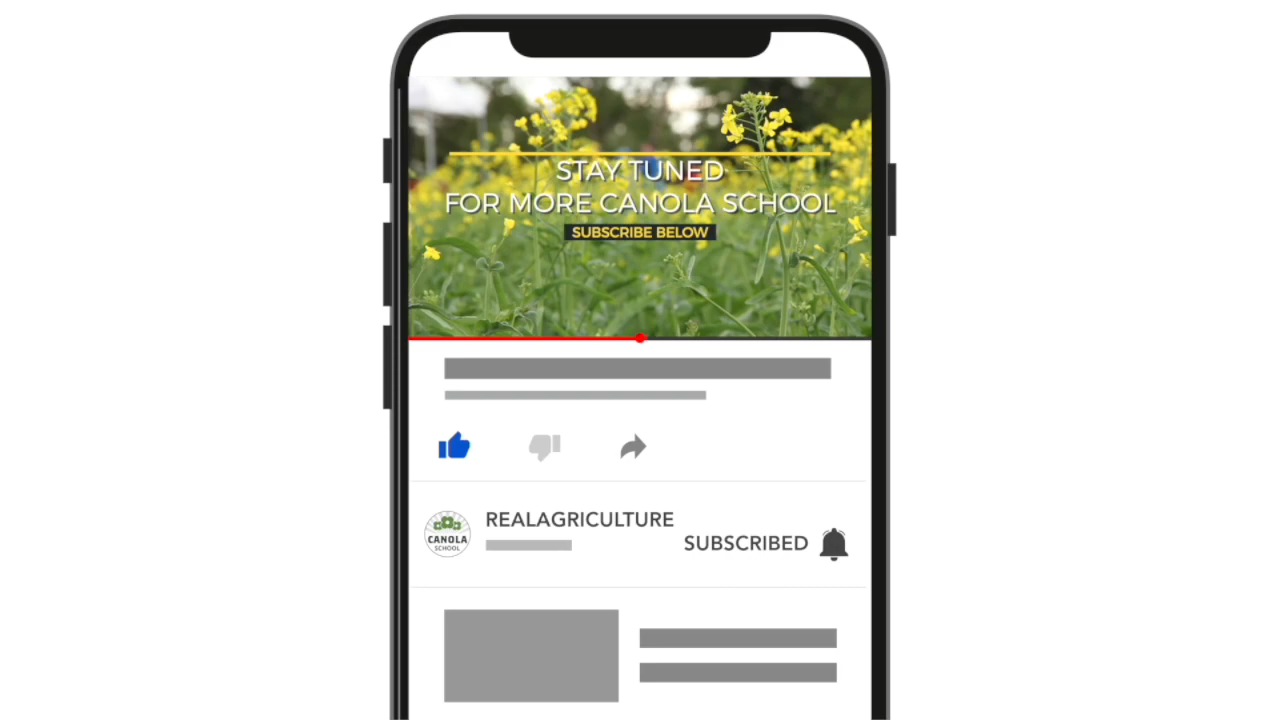 STAY TUNED
FOR MORE CANOLA SCHOOL
SUBSCRIBE BELOW
REALAGRICULTURE
CANOLA
SCHOOL
SUBSCRIBED